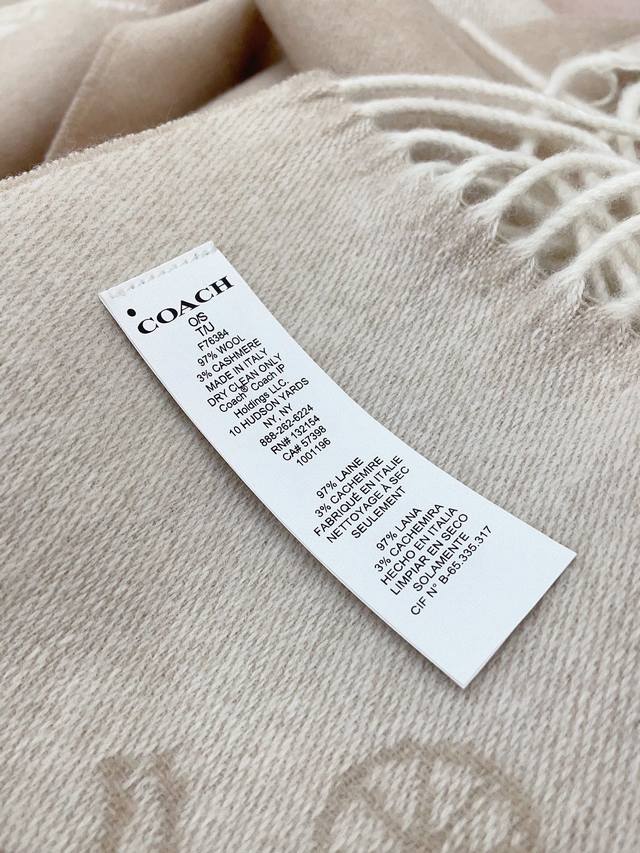 COACH
O/S
T/U
F76384
97% WOOL
3% CASHMERE
MADE IN ITALY
DRY CLEAN ONLY
Coach® Coach IP
Holdings LLC.
10 HUDSON YARDS
NY, NY
888-262-6224
RN# 132154
CA# 57398
1001196
97% LAINE
3% CACHEMIRE
FABRIQUÉ EN ITALIE
NETTOYAGE À SEC
SEULEMENT
97% LANA
3% CACHEMIRA
HECHO EN ITALIA
LIMPIAR EN SECO
SOLAMENTE
CIF N° B-65.335.317